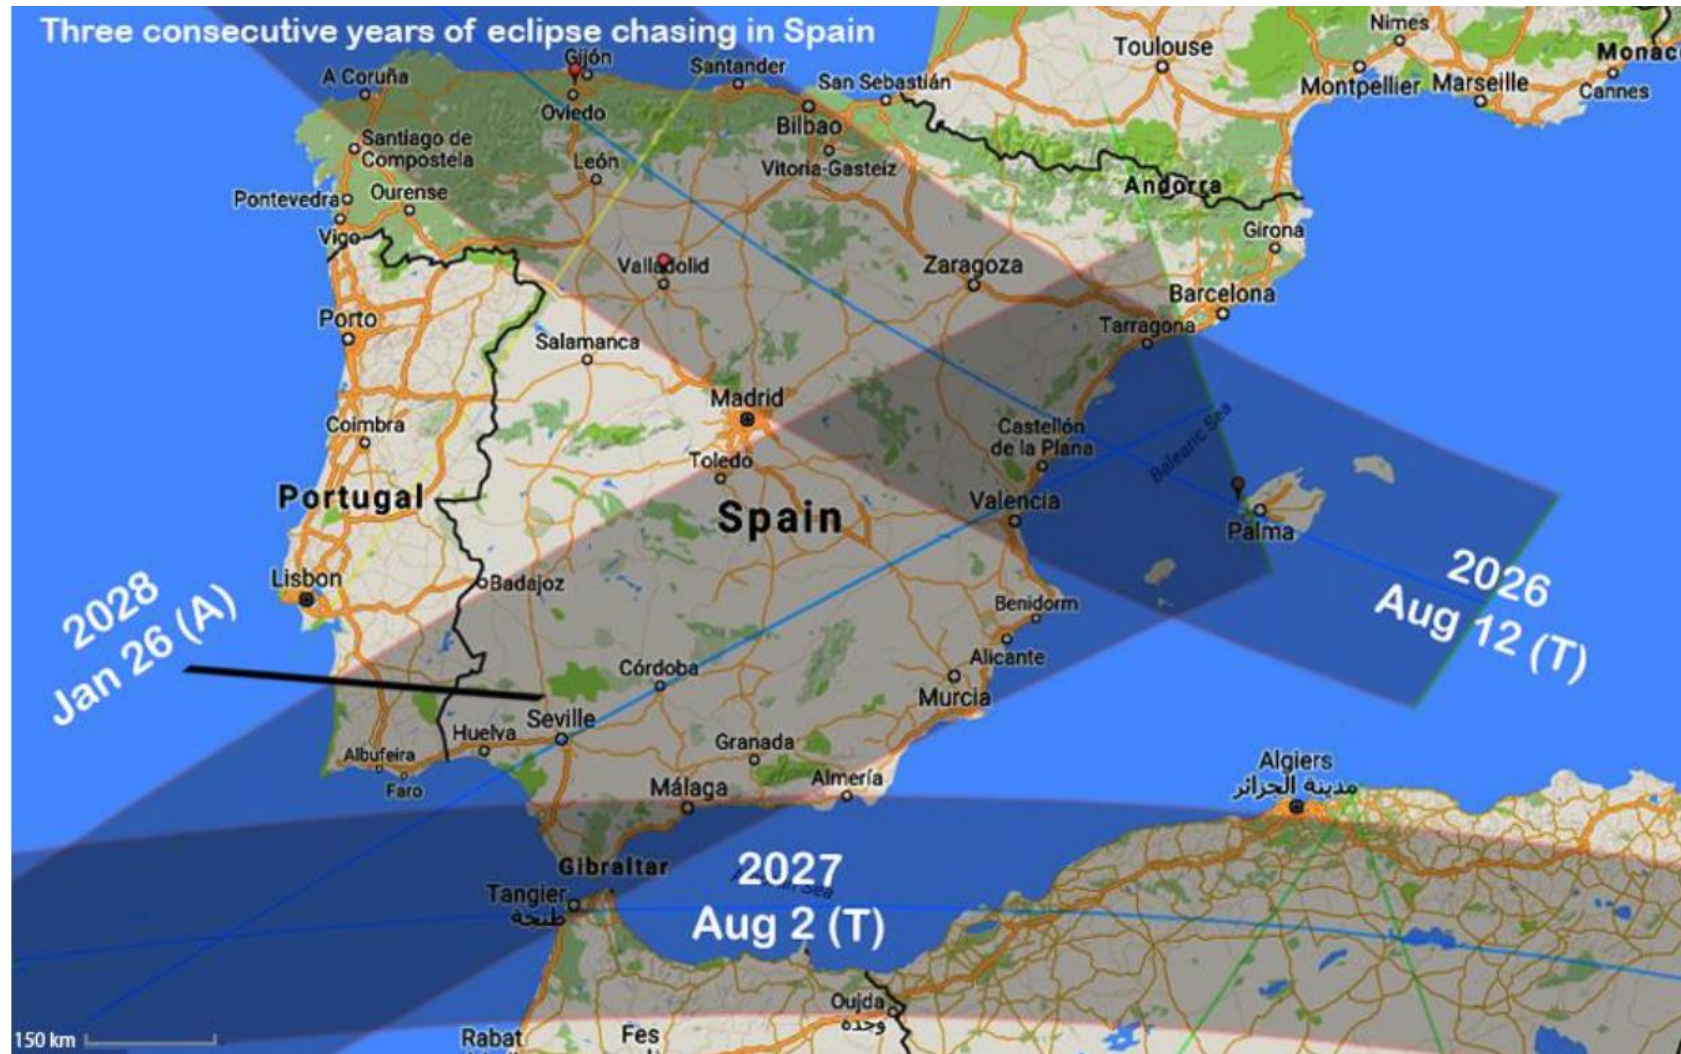 Three consecutive years of eclipse chasing in Spain
Nimes
Toulouse
Monac
Gijón
Santander
A Coruña
San Sebastián
Montpellier
Marseille
Cannes
Oviedo
Bilbao
Santiago de
Compostela
León
Vitoria-Gasteiz
Andorra
Pontevedra
Ourense
Vigo
Girona
Valladolid
Zaragoza
Barcelona
Porto
Tarragona
Salamanca
Madrid
Coimbra
Castellón
de la Plana
Balearic Sea
Toledo
Portugal
Spain
Valencia
Palma
Lisbon
Badajoz
2026
Aug 12 (T)
2028
Jan 26 (A)
Benidorm
Alicante
Córdoba
Murcia
Seville
Huelva
Granada
Albufeira
Almería
Algiers
مدينة الجزائر
Faro
Málaga
Gibraltar
2027
Aug 2 (T)
Tangier
طنجة
Oujda
وجدة
150 km
Rabat
Fes